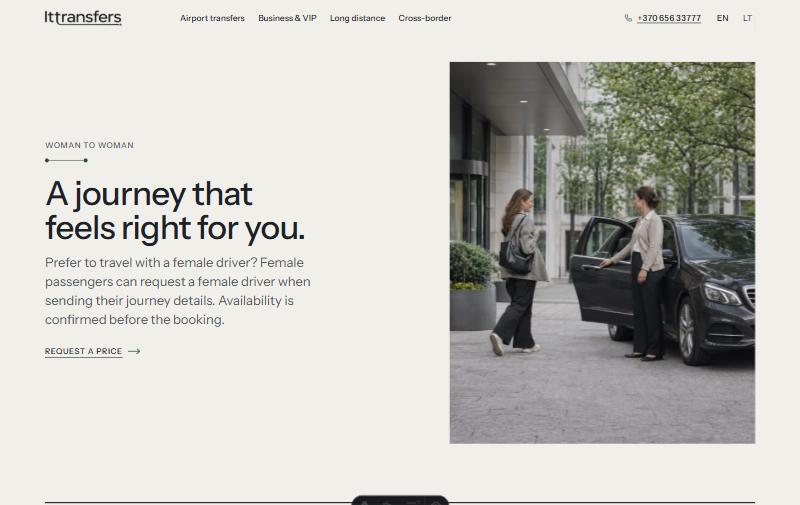 lttransfers
Airport transfers
Business & VIP
Long distance
Cross-border
+370 656 33777
EN
LT
WOMAN TO WOMAN
A journey that
feels right for you.
Prefer to travel with a female driver? Female
passengers can request a female driver when
sending their journey details. Availability is
confirmed before the booking.
REQUEST A PRICE